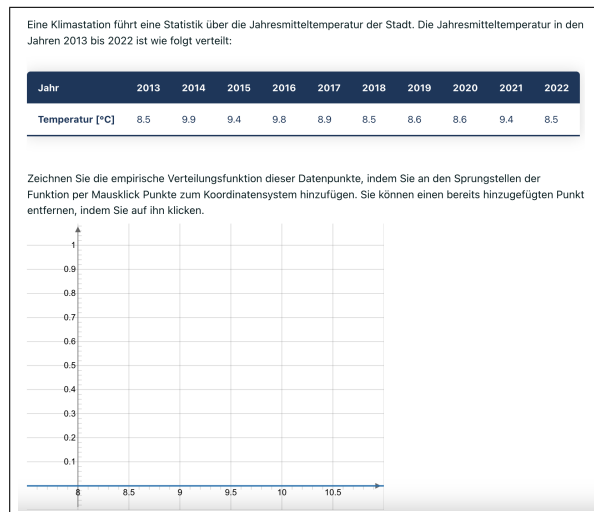 Eine Klimastation führt eine Statistik über die Jahresmitteltemperatur der Stadt. Die Jahresmitteltemperatur in den
Jahren 2013 bis 2022 ist wie folgt verteilt:
Jahr 2013 2014 2015 2016 2017 2018 2019 2020 2021 2022
Temperatur [°C] 8.5 9.9 9.4 9.8 8.9 8.5 8.6 8.6 9.4 8.5
Zeichnen Sie die empirische Verteilungsfunktion dieser Datenpunkte, indem Sie an den Sprungstellen der
Funktion per Mausklick Punkte zum Koordinatensystem hinzufügen. Sie können einen bereits hinzugefügten Punkt
entfernen, indem Sie auf ihn klicken.
1
0.9
0.8
0.7
0.6
0.5
0.4
0.3
0.2
0.1
8 8.5 9 9.5 10 10.5